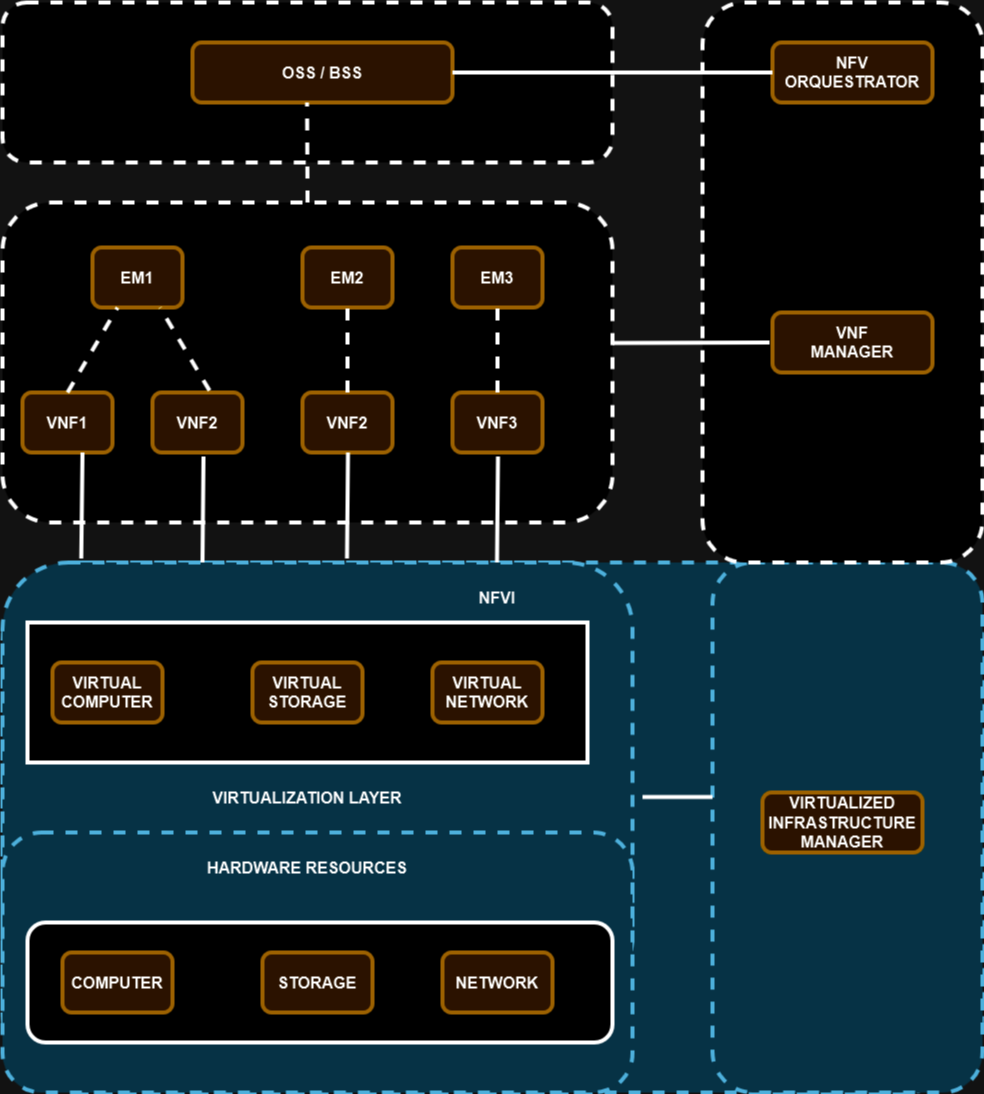 OSS / BSS
NFV
ORQUESTRATOR
EM1
EM2
EM3
VNF
MANAGER
VNF1
VNF2
VNF2
VNF3
NFVI
VIRTUAL
COMPUTER
VIRTUAL
STORAGE
VIRTUAL
NETWORK
VIRTUALIZATION LAYER
VIRTUALIZED
INFRASTRUCTURE
MANAGER
HARDWARE RESOURCES
COMPUTER
STORAGE
NETWORK